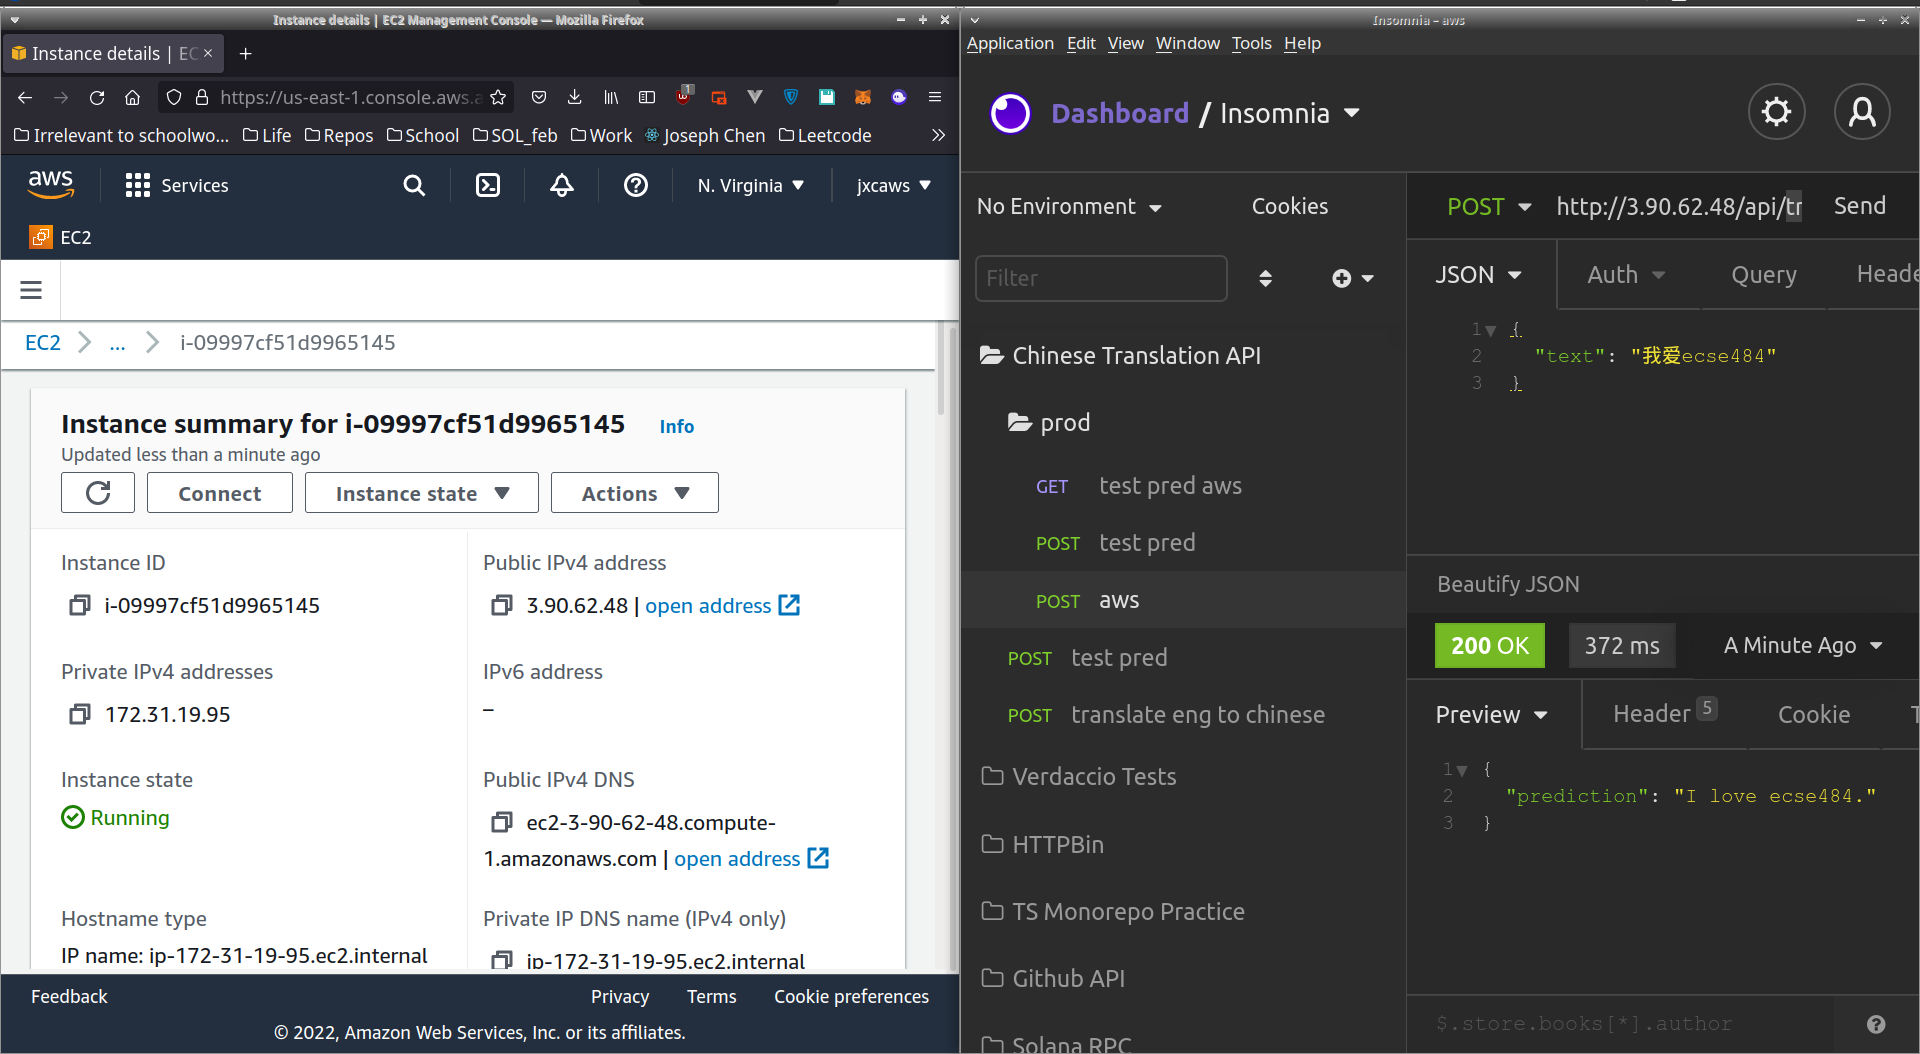 Instance details | EC2 Management Console — Mozilla Firefox
Instance details | EC
https://us-east-1.console.aws.a
Irrelevant to schoolwo... Life Repos School SOL_feb Work Joseph Chen Leetcode
aws Services N. Virginia jxcaws
EC2
EC2 ... i-09997cf51d9965145
Instance summary for i-09997cf51d9965145 Info
Updated less than a minute ago
Connect Instance state Actions
Instance ID
i-09997cf51d9965145
Public IPv4 address
3.90.62.48 | open address
Private IPv4 addresses
172.31.19.95
IPv6 address
–
Instance state
Running
Public IPv4 DNS
ec2-3-90-62-48.compute-
1.amazonaws.com | open address
Hostname type
IP name: ip-172-31-19-95.ec2.internal
Private IP DNS name (IPv4 only)
ip-172-31-19-95.ec2.internal
Feedback Privacy Terms Cookie preferences
© 2022, Amazon Web Services, Inc. or its affiliates.
Insomnia – aws
Application Edit View Window Tools Help
Dashboard / Insomnia
No Environment Cookies
Filter
Chinese Translation API
prod
GET test pred aws
POST test pred
POST aws
POST test pred
POST translate eng to chinese
Verdaccio Tests
HTTPBin
TS Monorepo Practice
Github API
Solana RPC
POST http://3.90.62.48/api/tr Send
JSON Auth Query Heade
1 {
2 "text": "我爱ecse484"
3 }
Beautify JSON
200 OK 372 ms A Minute Ago
Preview Header 5 Cookie T
1 {
2 "prediction": "I love ecse484."
3 }
$.store.books[*].author